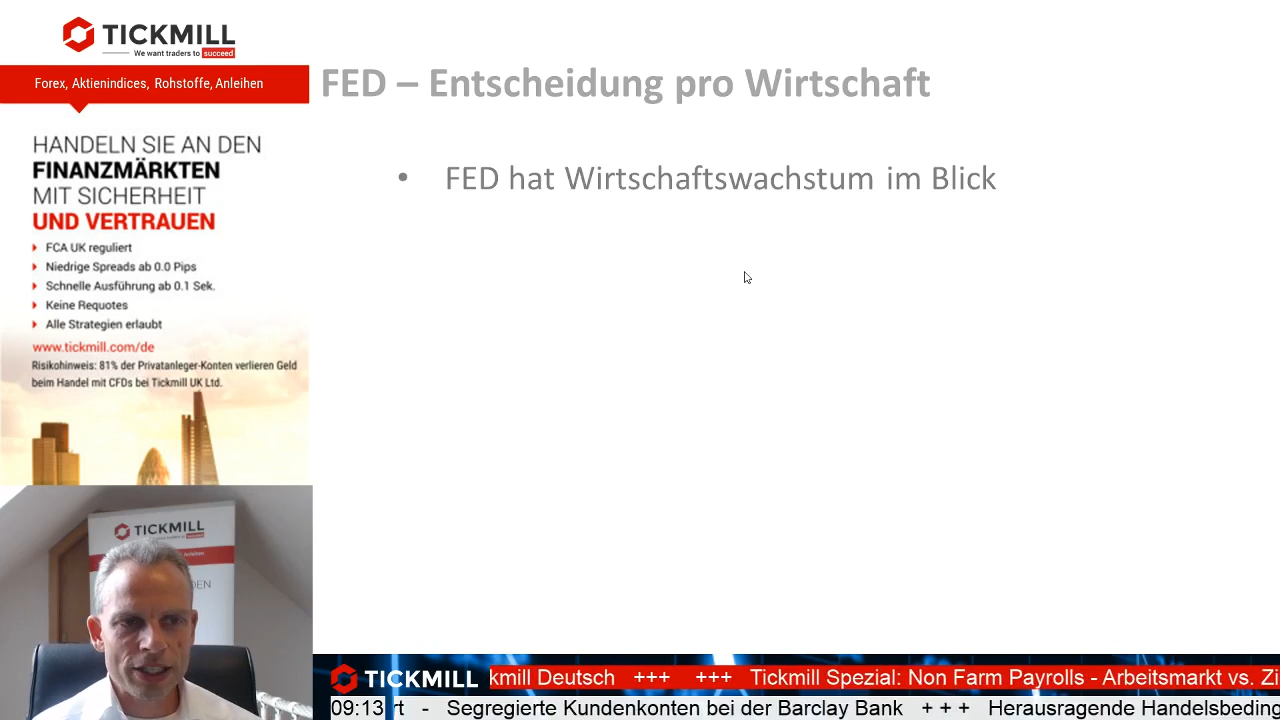 TICKMILL
We want traders to succeed
Forex, Aktienindices, Rohstoffe, Anleihen
FED – Entscheidung pro Wirtschaft
• FED hat Wirtschaftswachstum im Blick
HANDELN SIE AN DEN
FINANZMÄRKTEN
MIT SICHERHEIT
UND VERTRAUEN
FCA UK reguliert
Niedrige Spreads ab 0.0 Pips
Schnelle Ausführung ab 0.1 Sek.
Keine Requotes
Alle Strategien erlaubt
www.tickmill.com/de
Risikohinweis: 81% der Privatanleger-Konten verlieren Geld
beim Handel mit CFDs bei Tickmill UK Ltd.
TICKMILL
TICKMILL
kmill Deutsch +++ +++ Tickmill Spezial: Non Farm Payrolls - Arbeitsmarkt vs. Zi
09:13 rt - Segregierte Kundenkonten bei der Barclay Bank + + + Herausragende Handelsbeding